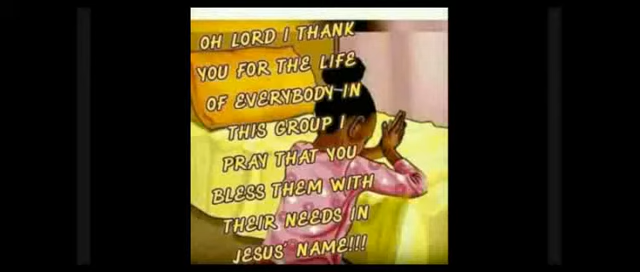 OH LORD I THANK
YOU FOR THE LIFE
OF EVERYBODY IN
THIS GROUP I
PRAY THAT YOU
BLESS THEM WITH
THEIR NEEDS IN
JESUS' NAME!!!